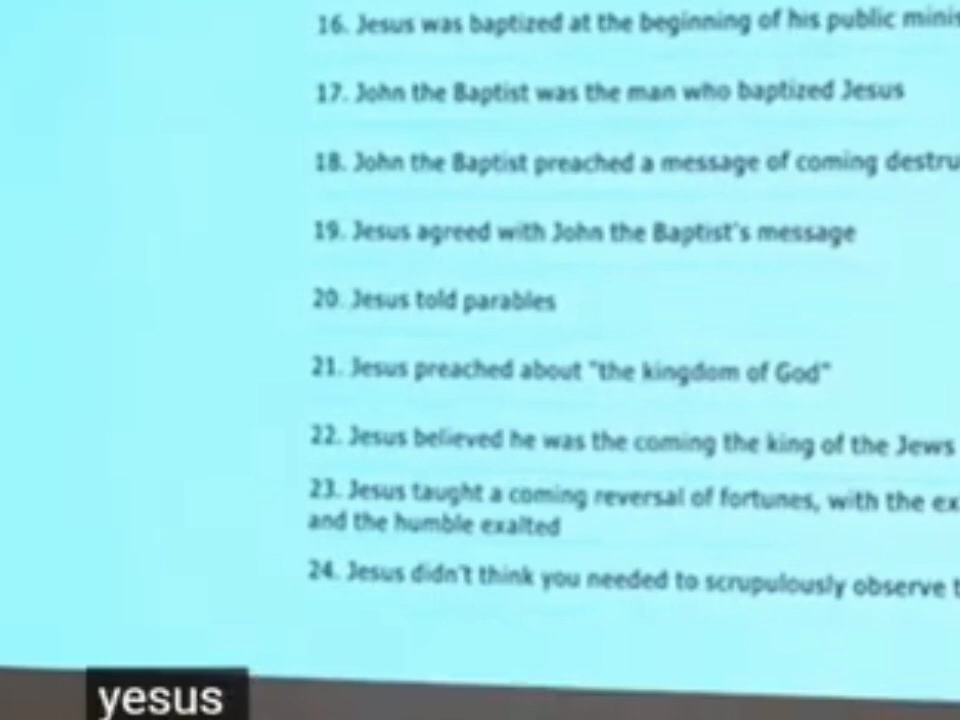 16. Jesus was baptized at the beginning of his public
17. John the Baptist was the man who baptized Jesus
18. John the Baptist preached a message of coming
19. Jesus agreed with John the Baptist's message
20. Jesus told parables
21. Jesus preached about "the kingdom of God"
22. Jesus believed he was the coming the king of the Jews
23. Jesus taught a coming reversal of fortunes, with the
and the humble exalted
24. Jesus didn't think you needed to scrupulously observe
yesus